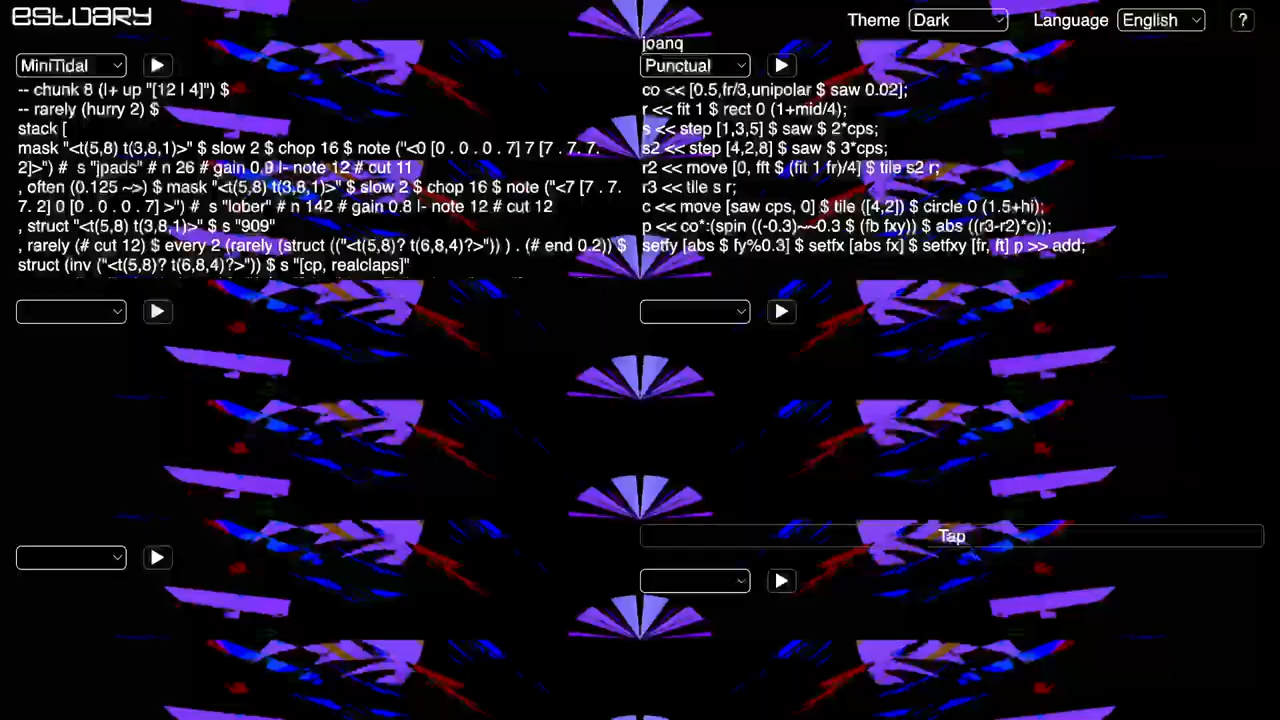 estuary
Theme Dark Language English ?
joanq
MiniTidal
-- chunk 8 (|+ up "[12 | 4]") $
-- rarely (hurry 2) $
stack [
mask "<t(5,8) t(3,8,1)>" $ slow 2 $ chop 16 $ note ("<0 [0 . 0 . 0 . 7] 7 [7 . 7. 7.
2]>") # s "jpads" # n 26 # gain 0.9 |- note 12 # cut 11
, often (0.125 ~>) $ mask "<t(5,8) t(3,8,1)>" $ slow 2 $ chop 16 $ note ("<7 [7 . 7.
7. 2] 0 [0 . 0 . 0 .7] >") # s "lober" # n 142 # gain 0.8 |- note 12 # cut 12
, struct "<t(5,8) t(3,8,1)>" $ s "909"
, rarely (# cut 12) $ every 2 (rarely (struct (("<t(5,8)? t(6,8,4)?>")) ) . (# end 0.2)) $
struct (inv ("<t(5,8)? t(6,8,4)?>")) $ s "[cp, realclaps]"
Punctual
co << [0.5,fr/3,unipolar $ saw 0.02];
r << fit 1 $ rect 0 (1+mid/4);
s << step [1,3,5] $ saw $ 2*cps;
s2 << step [4,2,8] $ saw $ 3*cps;
r2 << move [0, fft $ (fit 1 fr)/4] $ tile s2 r;
r3 << tile s r;
c << move [saw cps, 0] $ tile ([4,2]) $ circle 0 (1.5+hi);
p << co*:(spin ((-0.3)~~0.3 $ (fb fxy)) $ abs ((r3-r2)*c));
setfy [abs $ fy%0.3] $ setfx [abs fx] $ setfxy [fr, ft] p >> add;
Tap